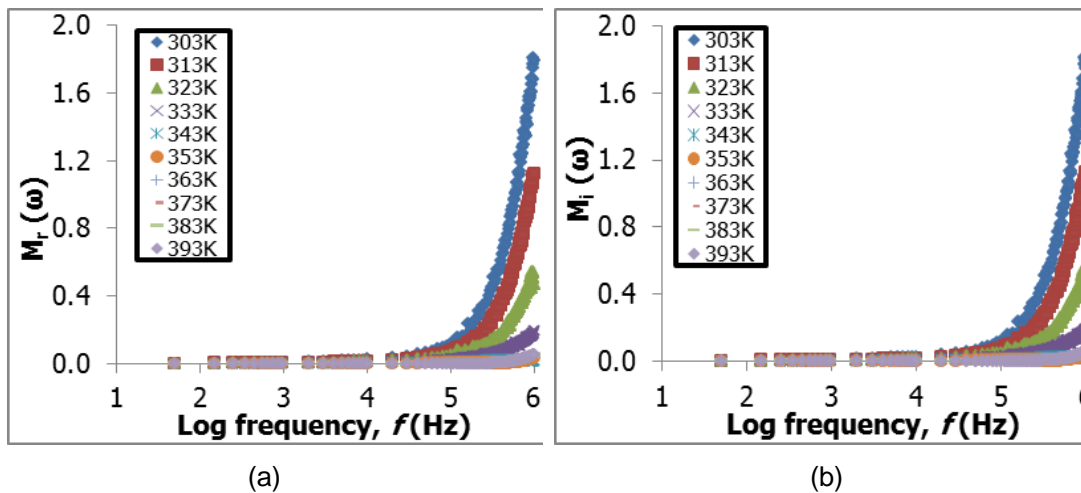 2.0
1.6
1.2
0.8
0.4
0.0
Mr (ω)
303K
313K
323K
333K
343K
353K
363K
373K
383K
393K
1 2 3 4 5 6
Log frequency, f (Hz)
(a)
2.0
1.6
1.2
0.8
0.4
0.0
Mi (ω)
303K
313K
323K
333K
343K
353K
363K
373K
383K
393K
1 2 3 4 5 6
Log frequency, f (Hz)
(b)